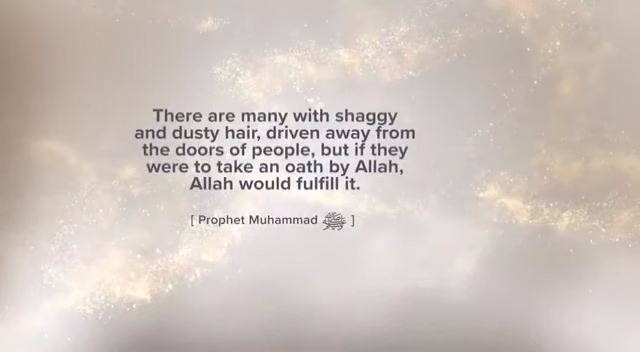 There are many with shaggy
and dusty hair, driven away from
the doors of people, but if they
were to take an oath by Allah,
Allah would fulfill it.
[ Prophet Muhammad ﷺ ]